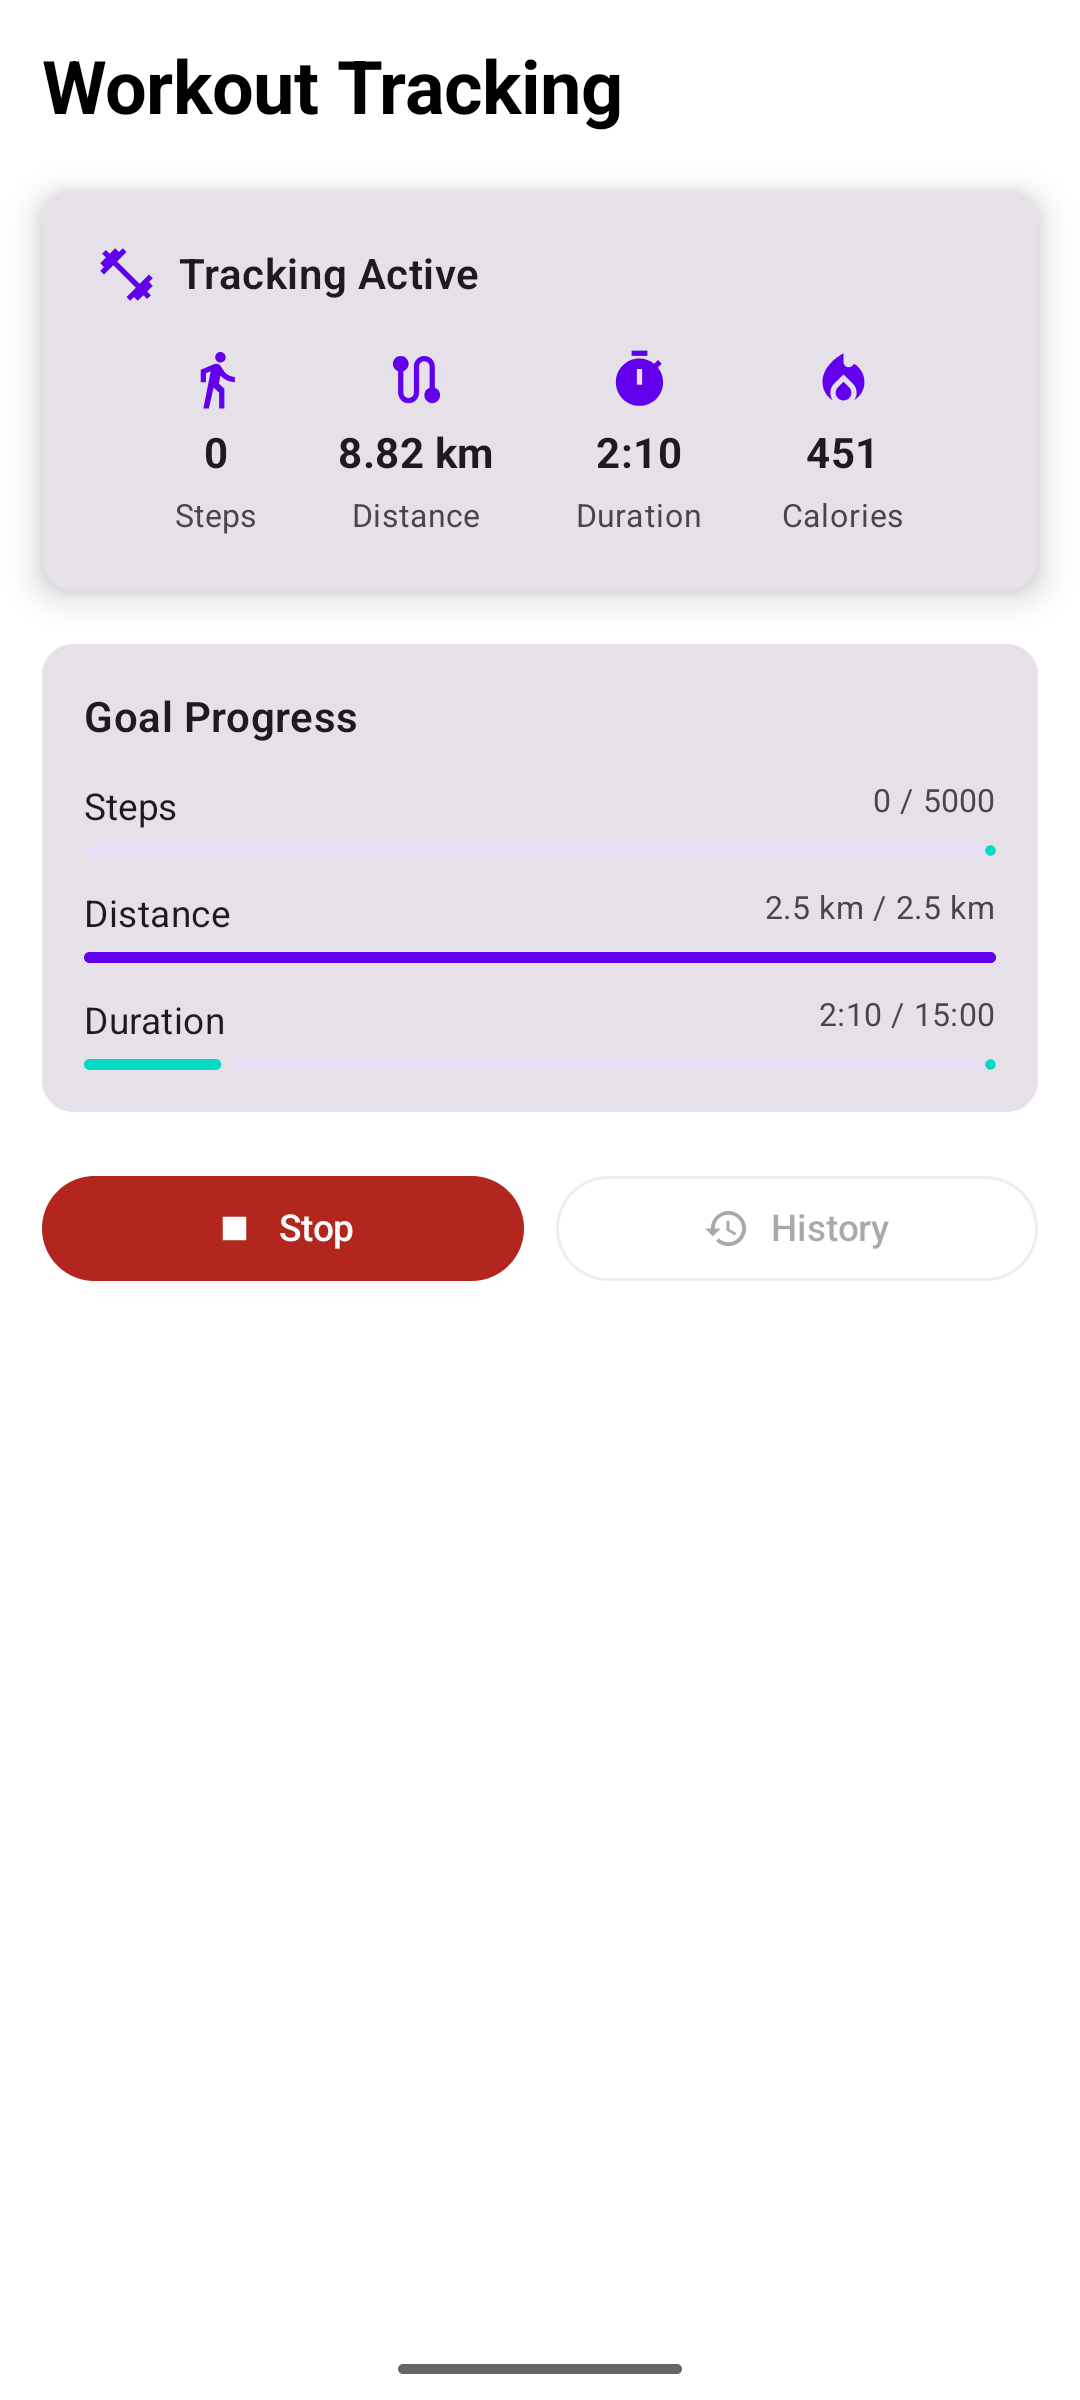 Workout Tracking
Tracking Active
0
8.82 km
2:10
451
Steps
Distance
Duration
Calories
Goal Progress
Steps
0 / 5000
Distance
2.5 km / 2.5 km
Duration
2:10 / 15:00
Stop
History